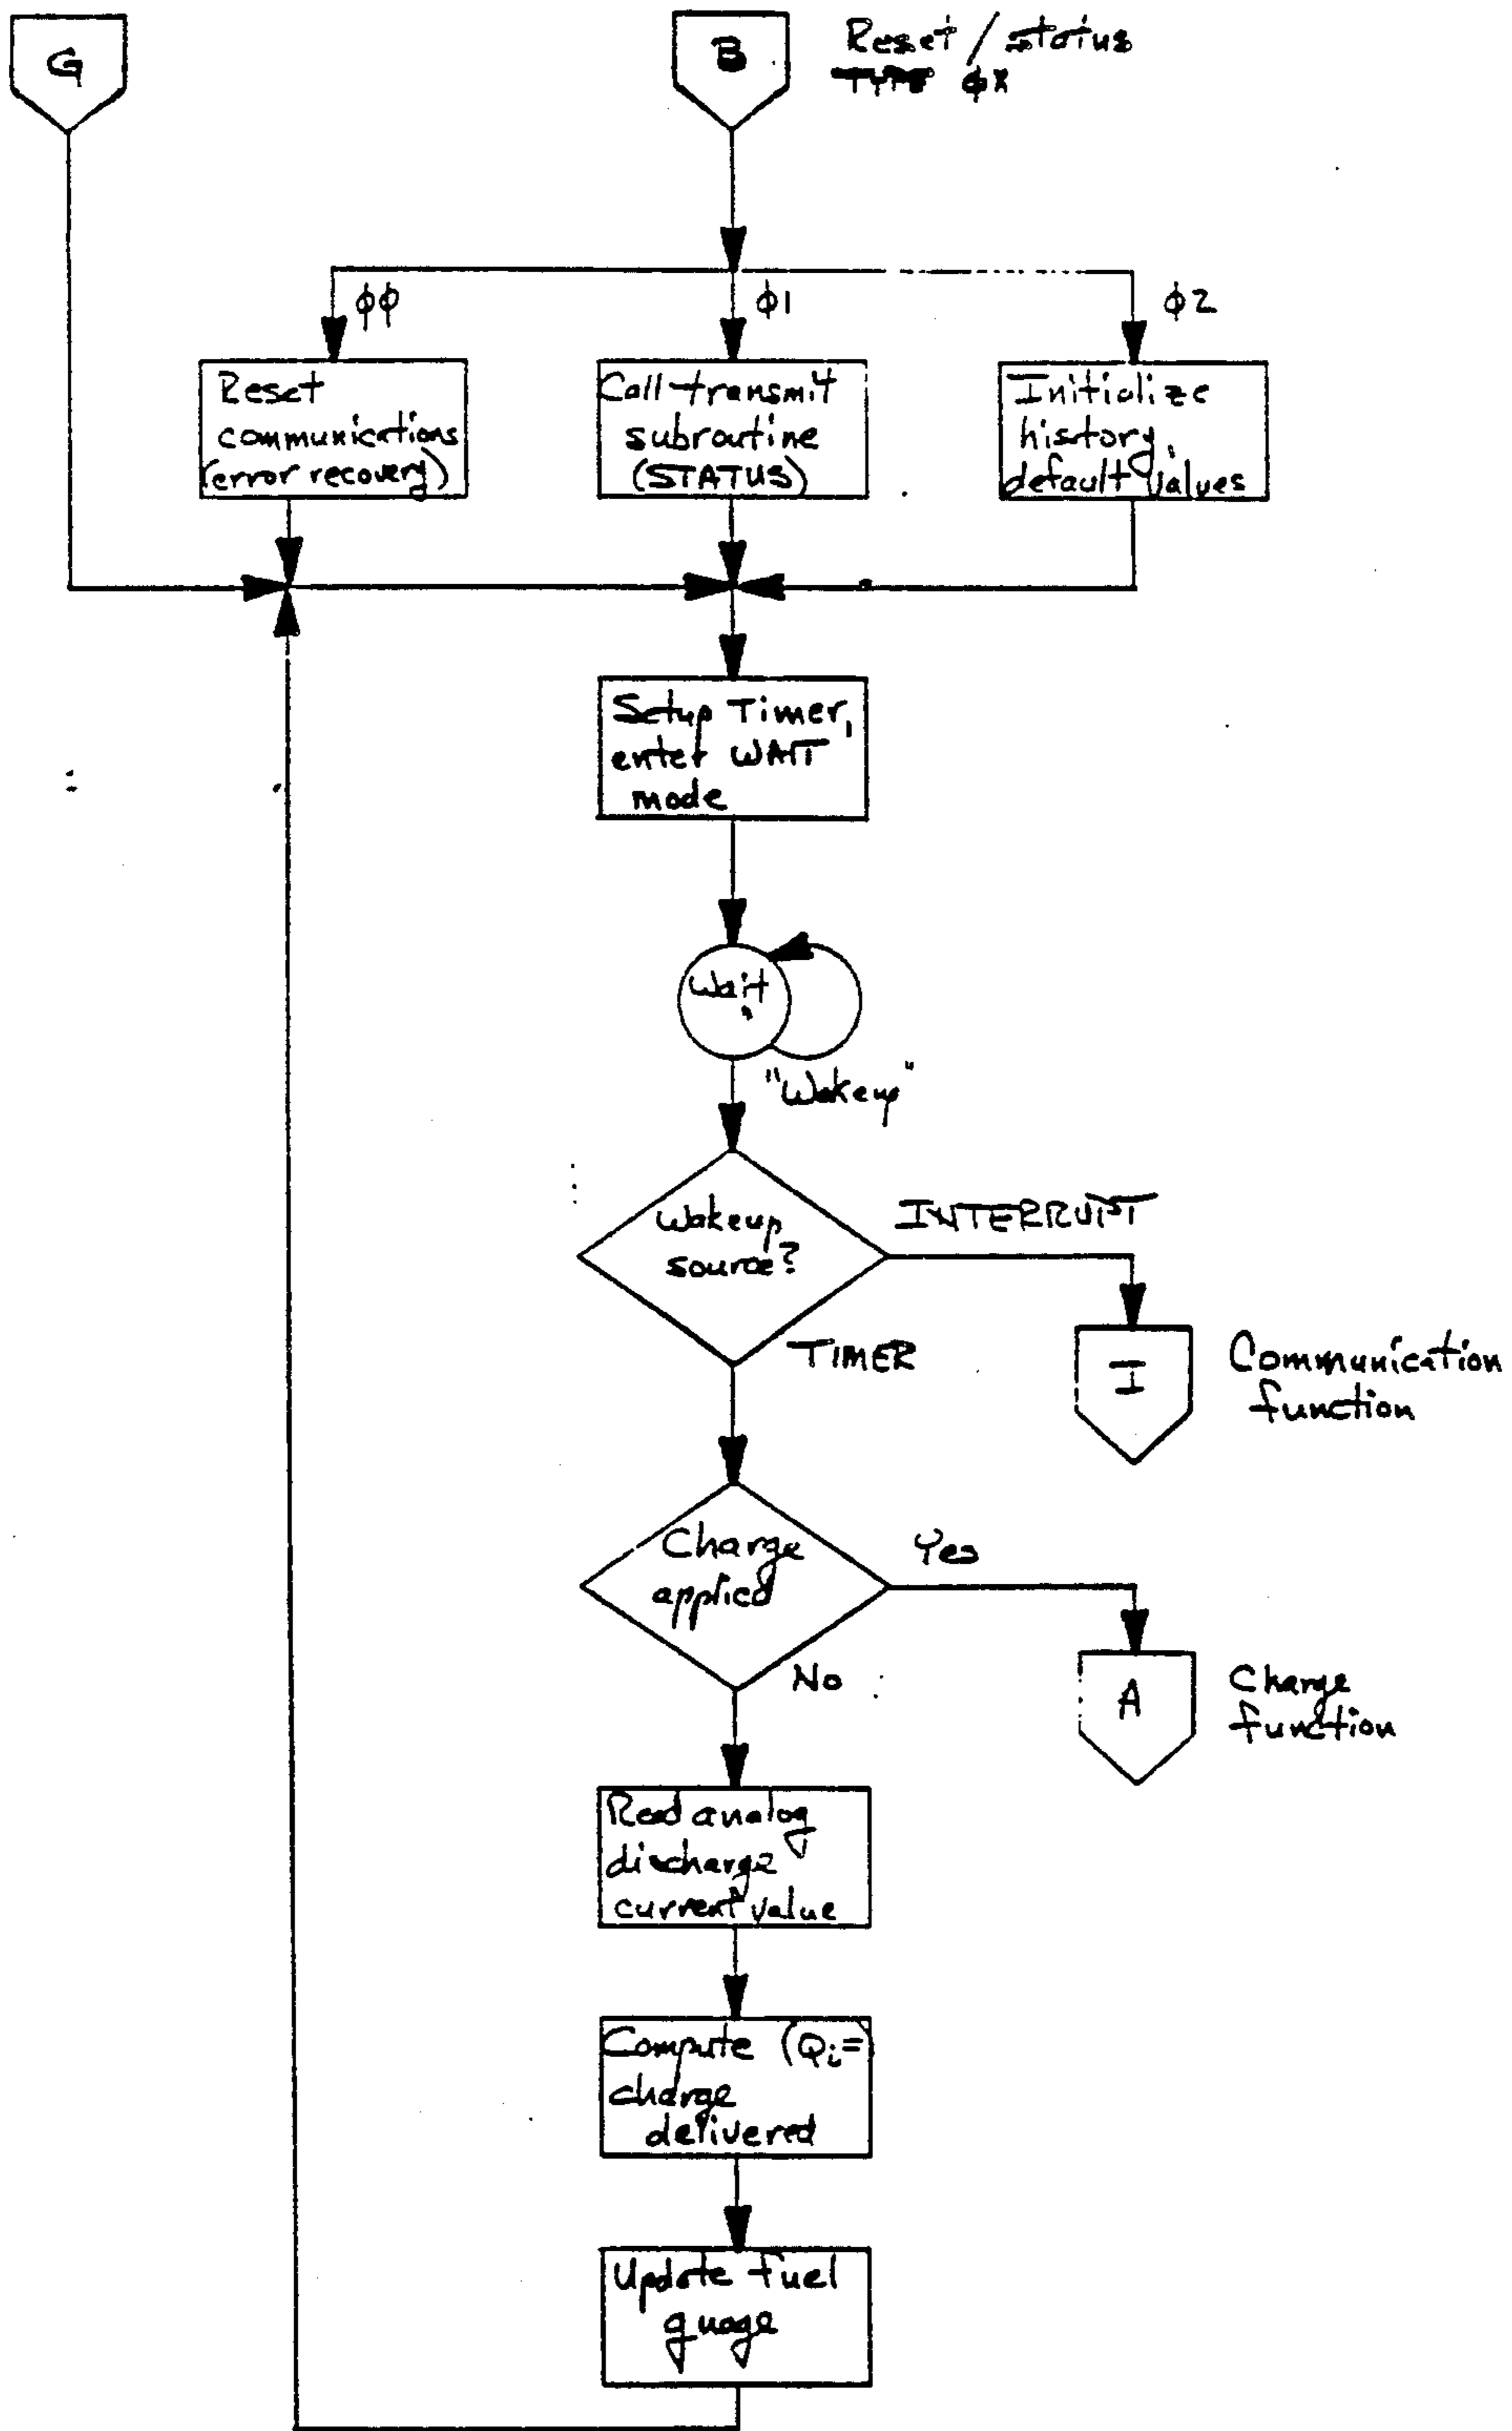 G
B
Reset / status
TYPE φX
φφ
φ1
φ2
Reset
communications
(error recovery)
Call transmit
subroutine
(STATUS)
Initialize
history,
default values
Setup Timer,
enter WAIT
mode
Wait
"Wakeup"
Wakeup
source?
INTERRUPT
TIMER
I
Communication
function
Charge
applied
Yes
No
A
Charge
function
Read analog
discharge
current value
Compute (Qi=)
charge
delivered
Update fuel
guage